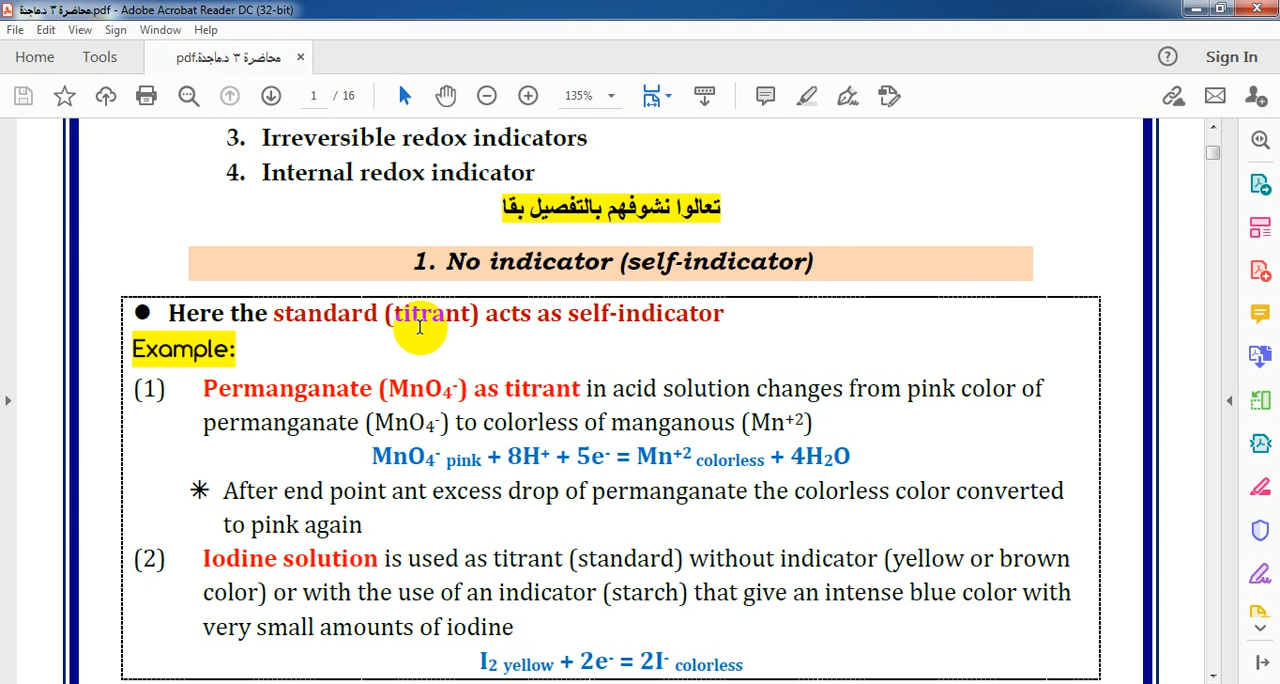 محاضرة ٣ د.ماجدة.pdf - Adobe Acrobat Reader DC (32-bit)
File Edit View Sign Window Help
Home Tools محاضرة ٣ د.ماجدة.pdf × Sign In
1 / 16 135%
3. Irreversible redox indicators
4. Internal redox indicator
تعالوا نشوفهم بالتفصيل بقا
1. No indicator (self-indicator)
● Here the standard (titrant) acts as self-indicator
Example:
(1) Permanganate (MnO₄⁻) as titrant in acid solution changes from pink color of
permanganate (MnO₄⁻) to colorless of manganous (Mn⁺²)
MnO₄⁻ pink + 8H⁺ + 5e⁻ = Mn⁺² colorless + 4H₂O
✳ After end point ant excess drop of permanganate the colorless color converted
to pink again
(2) Iodine solution is used as titrant (standard) without indicator (yellow or brown
color) or with the use of an indicator (starch) that give an intense blue color with
very small amounts of iodine
I₂ yellow + 2e⁻ = 2I⁻ colorless